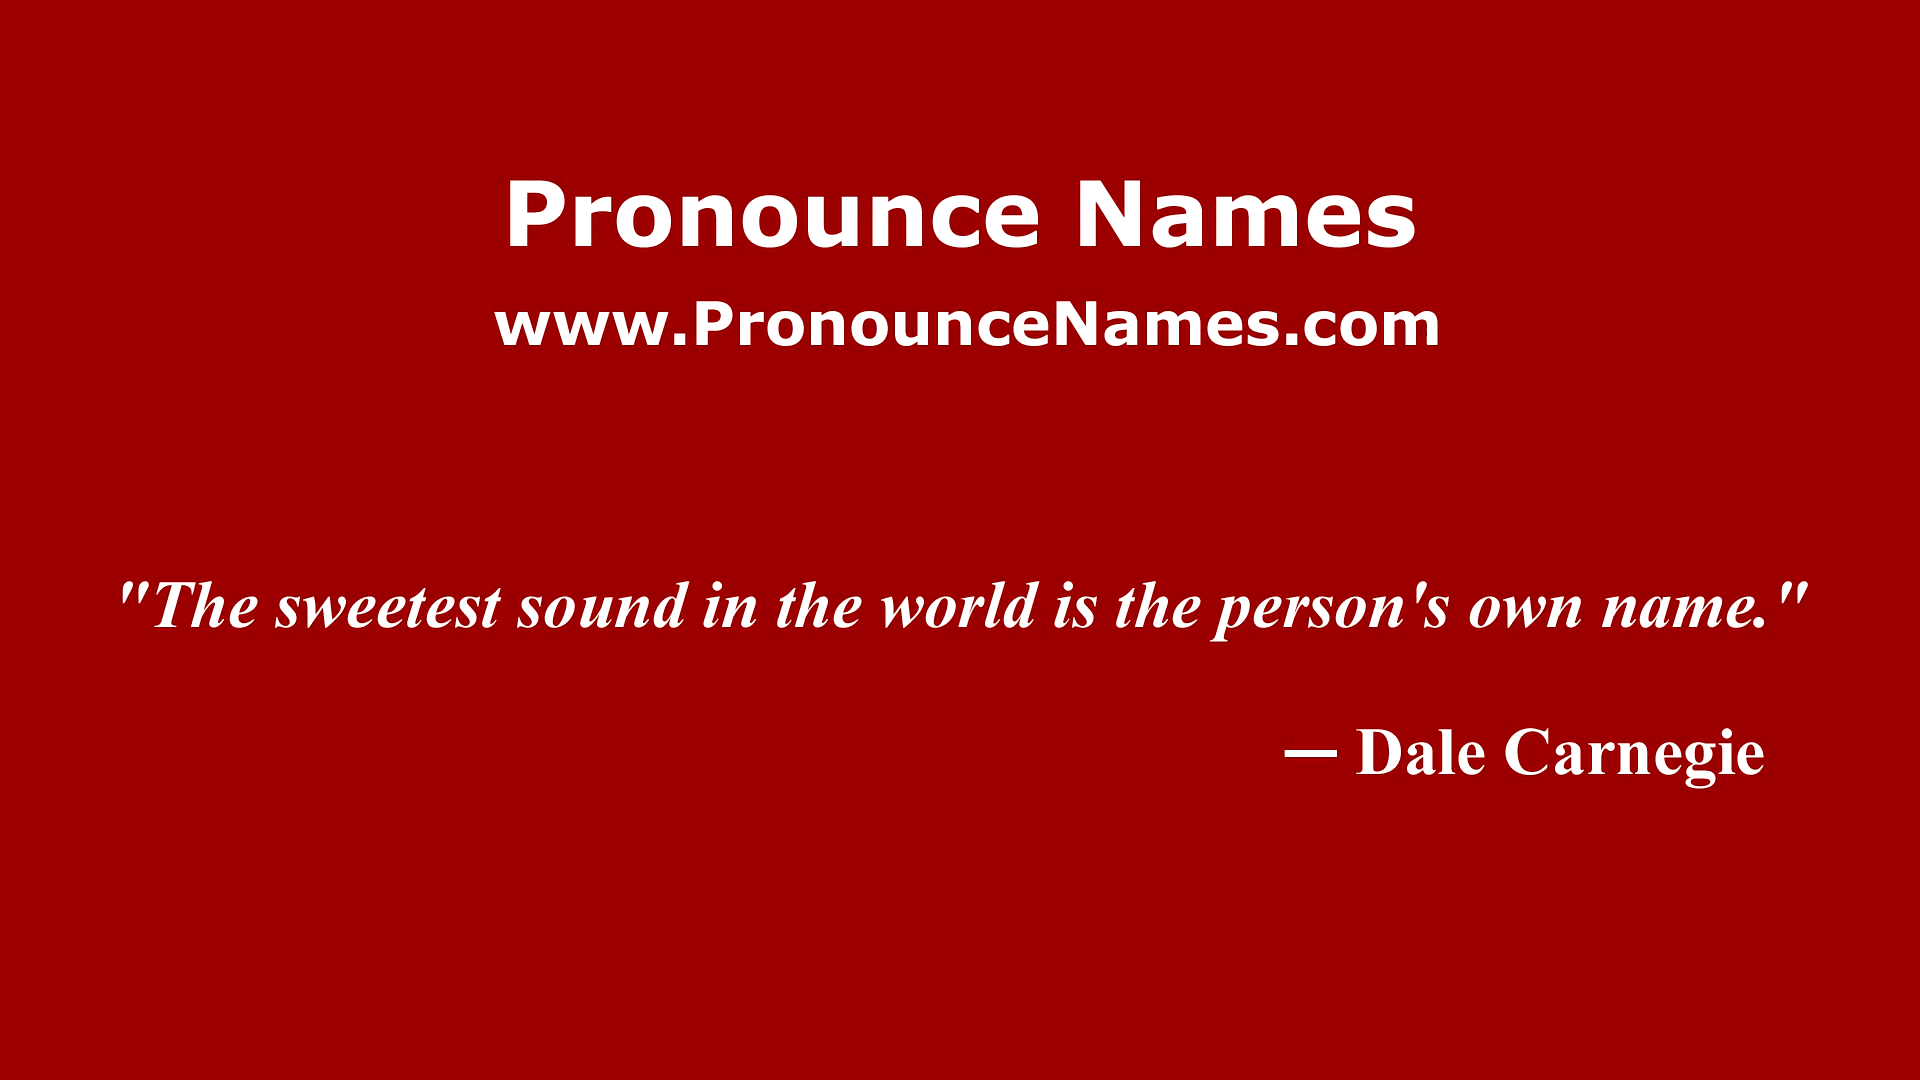 Pronounce Names
www.PronounceNames.com
"The sweetest sound in the world is the person's own name."
— Dale Carnegie